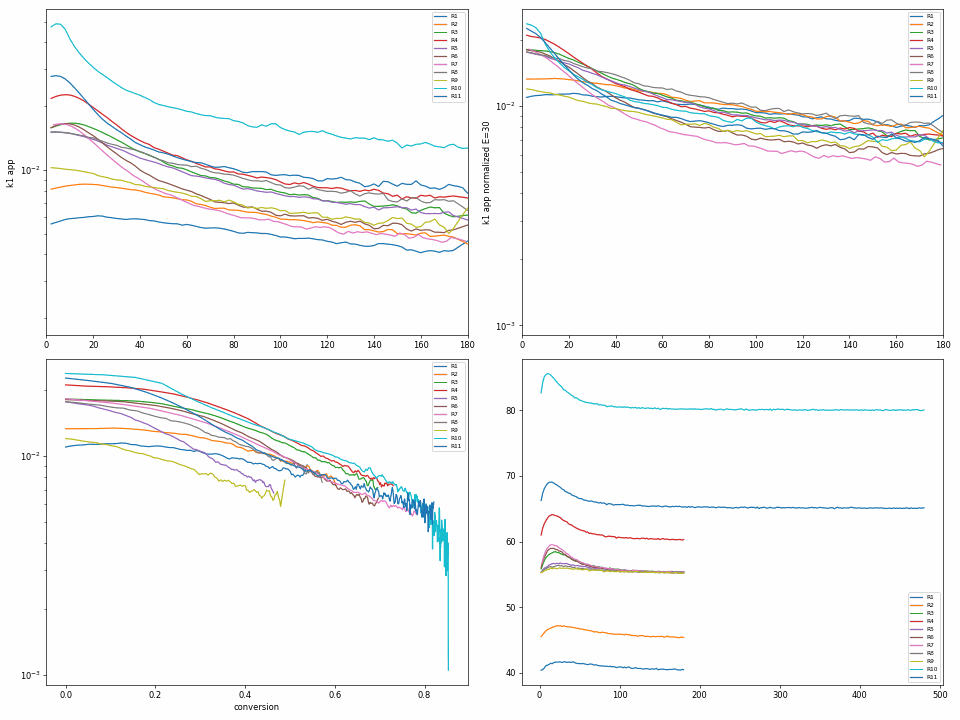 k1 app
10⁻²
0 20 40 60 80 100 120 140 160 180
R1
R2
R3
R4
R5
R6
R7
R8
R9
R10
R11
k1 app normalized E=30
10⁻²
10⁻³
0 20 40 60 80 100 120 140 160 180
R1
R2
R3
R4
R5
R6
R7
R8
R9
R10
R11
10⁻²
10⁻³
0.0 0.2 0.4 0.6 0.8
conversion
R1
R2
R3
R4
R5
R6
R7
R8
R9
R10
R11
80
70
60
50
40
0 100 200 300 400 500
R1
R2
R3
R4
R5
R6
R7
R8
R9
R10
R11